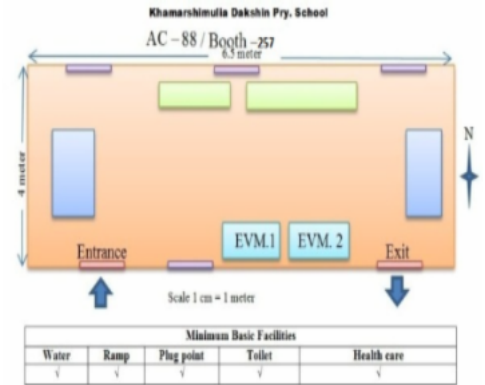 Khamarshimulia Dakshin Pry. School
AC – 88 / Booth –257
6.5 meter
4 meter
N
EVM.1 EVM. 2
Entrance Exit
Scale 1 cm = 1 meter
Minimum Basic Facilities
Water Ramp Plug point Toilet Health care
√ √ √ √ √